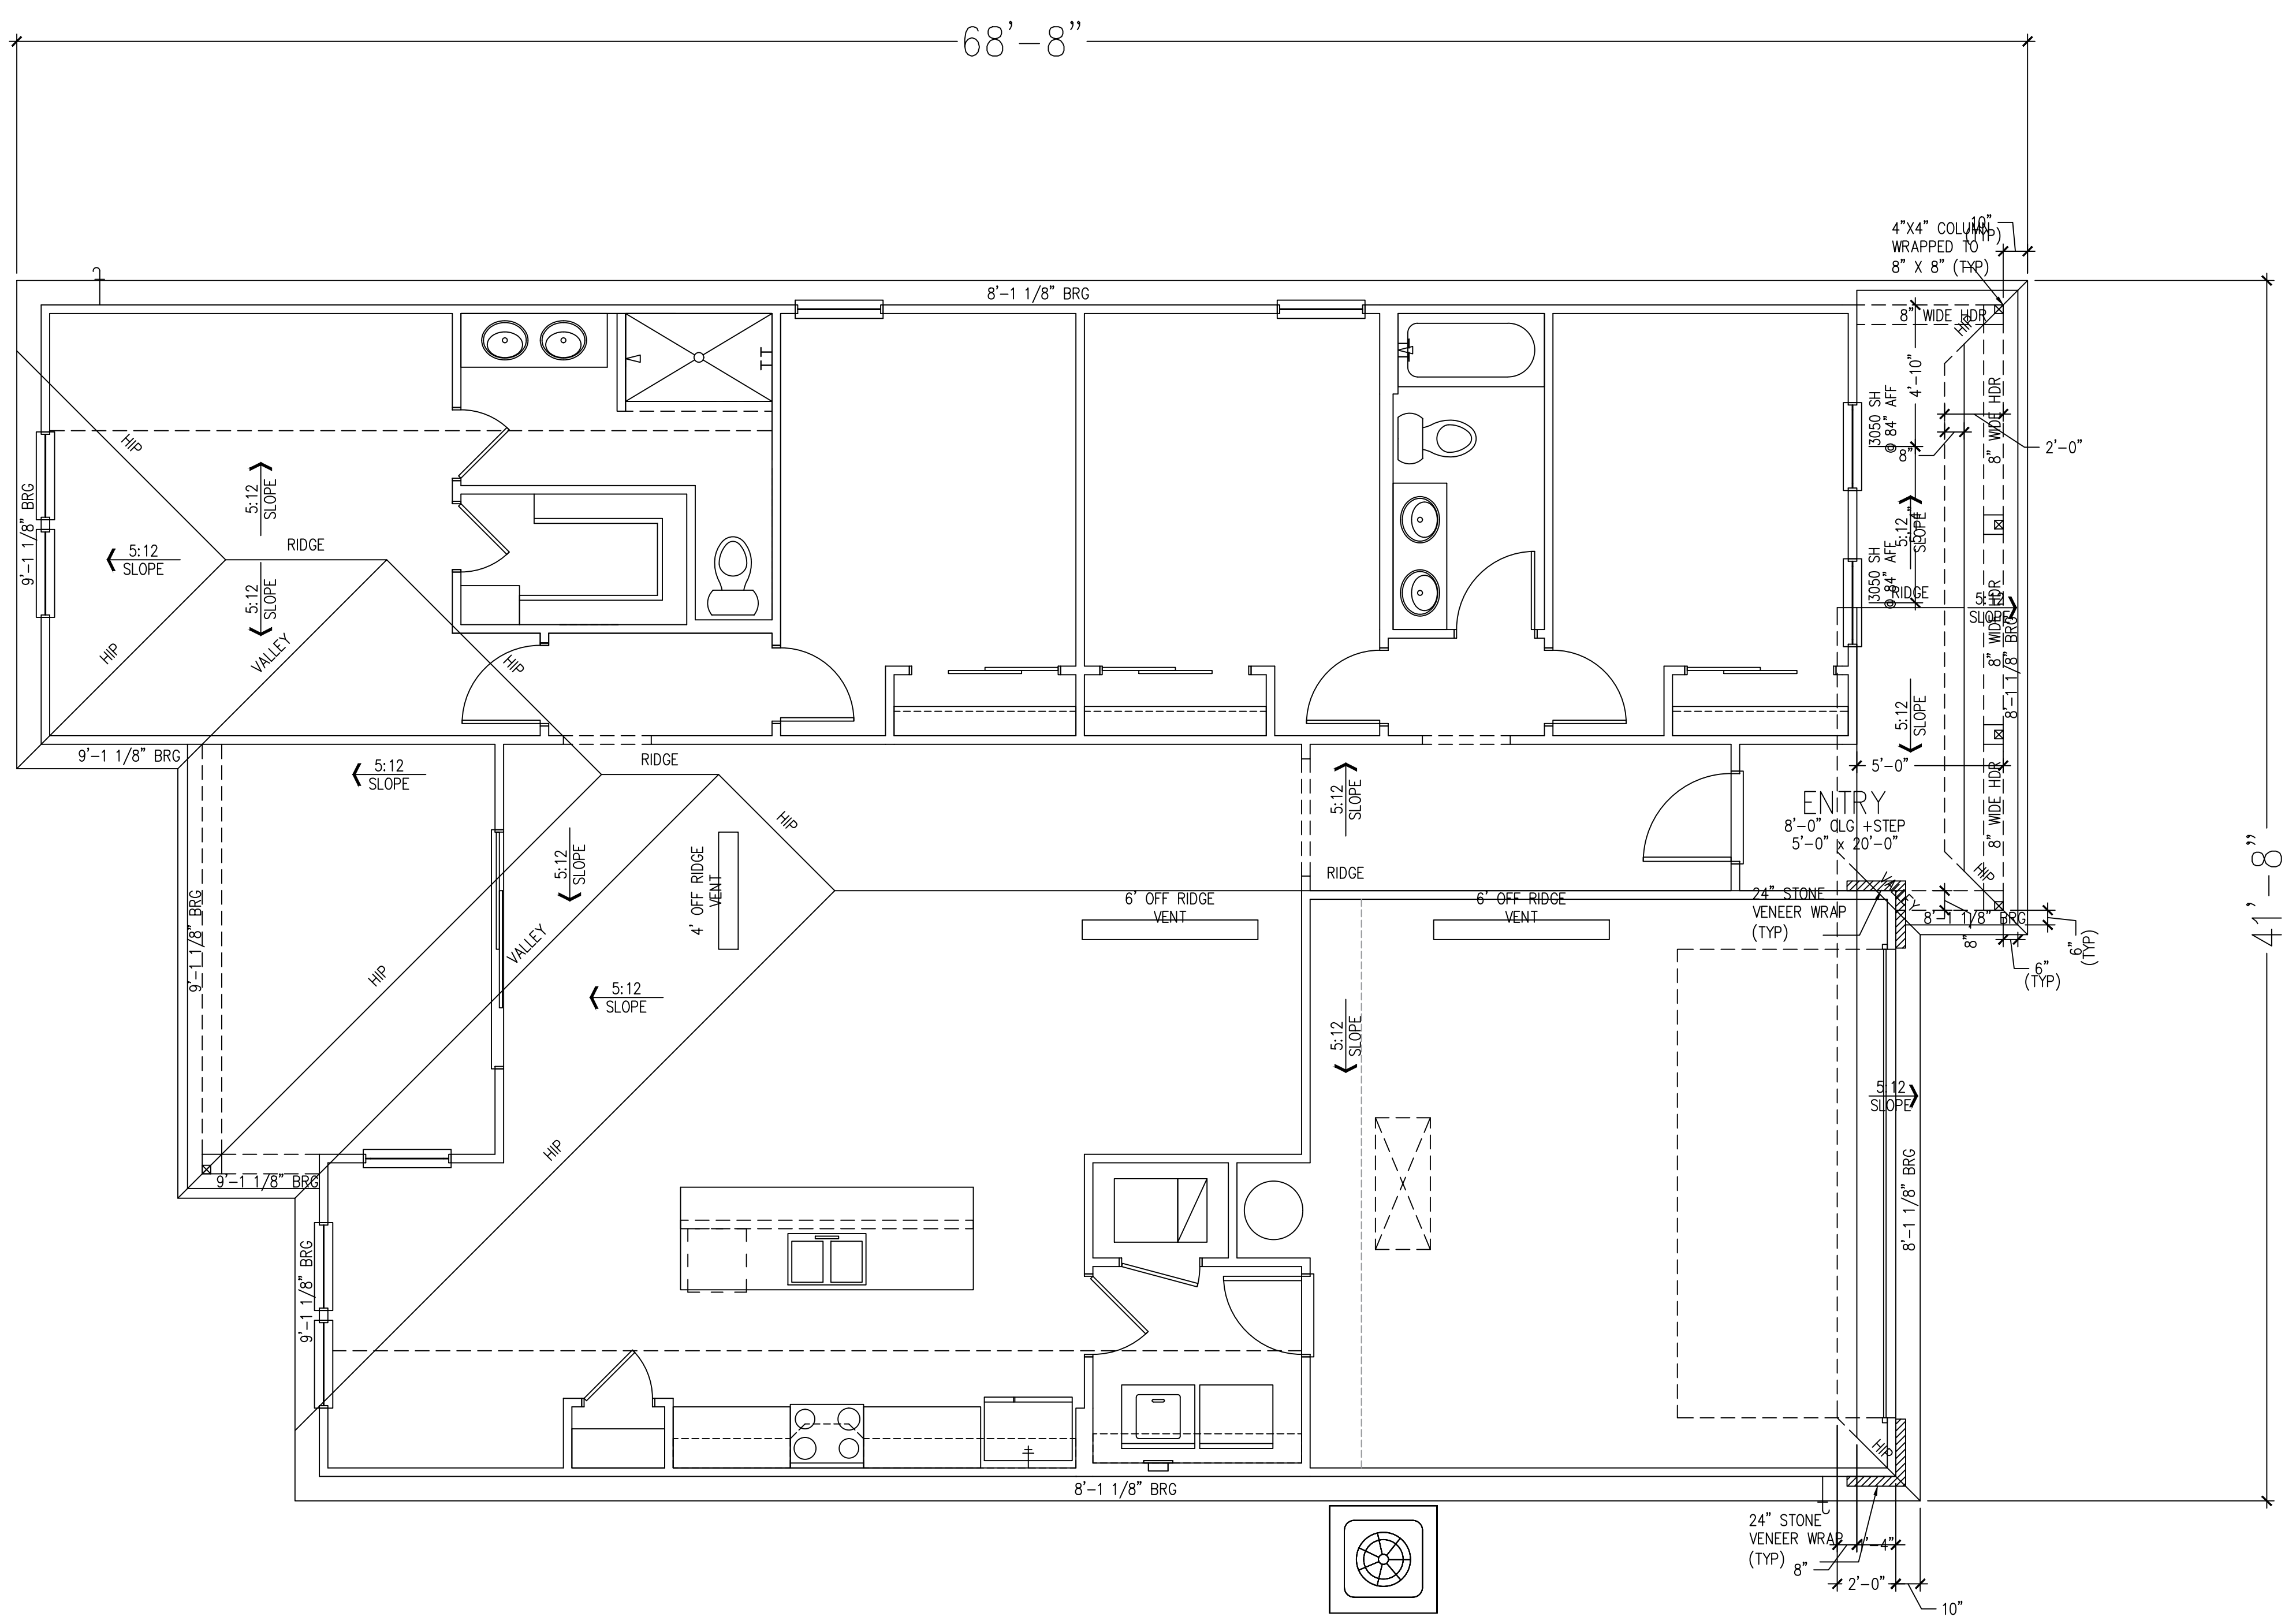 68'-8"
4"X4" COLUMN
WRAPPED TO
8" X 8" (TYP)
10"
(TYP)
8'-1 1/8" BRG
8" WIDE HDR
HIP
4'-10"
3050 SH
@ 84" AFF
8"
8" WIDE HDR
2'-0"
HIP
9'-1 1/8" BRG
5:12
SLOPE
5:12
SLOPE
RIDGE
5:12
SLOPE
5:12
SLOPE
3050 SH
@ 84" AFF
RIDGE
8" WIDE HDR
5:12
SLOPE
8'-1 1/8" BRG
HIP
VALLEY
HIP
5:12
SLOPE
9'-1 1/8" BRG
RIDGE
5'-0"
5:12
SLOPE
5:12
SLOPE
ENTRY
8'-0" CLG +STEP
5'-0" x 20'-0"
8" WIDE HDR
HIP
41'-8"
5:12
SLOPE
4' OFF RIDGE
VENT
RIDGE
HIP
6' OFF RIDGE
VENT
6' OFF RIDGE
VENT
24" STONE
VENEER WRAP
(TYP)
8'-1 1/8" BRG
8"
6"
(TYP)
6"
(TYP)
9'-1 1/8" BRG
HIP
VALLEY
5:12
SLOPE
5:12
SLOPE
5:12
SLOPE
HIP
9'-1 1/8" BRG
8'-1 1/8" BRG
9'-1 1/8" BRG
HIP
8'-1 1/8" BRG
24" STONE
VENEER WRAP
(TYP)
8"
2'-0"
10"